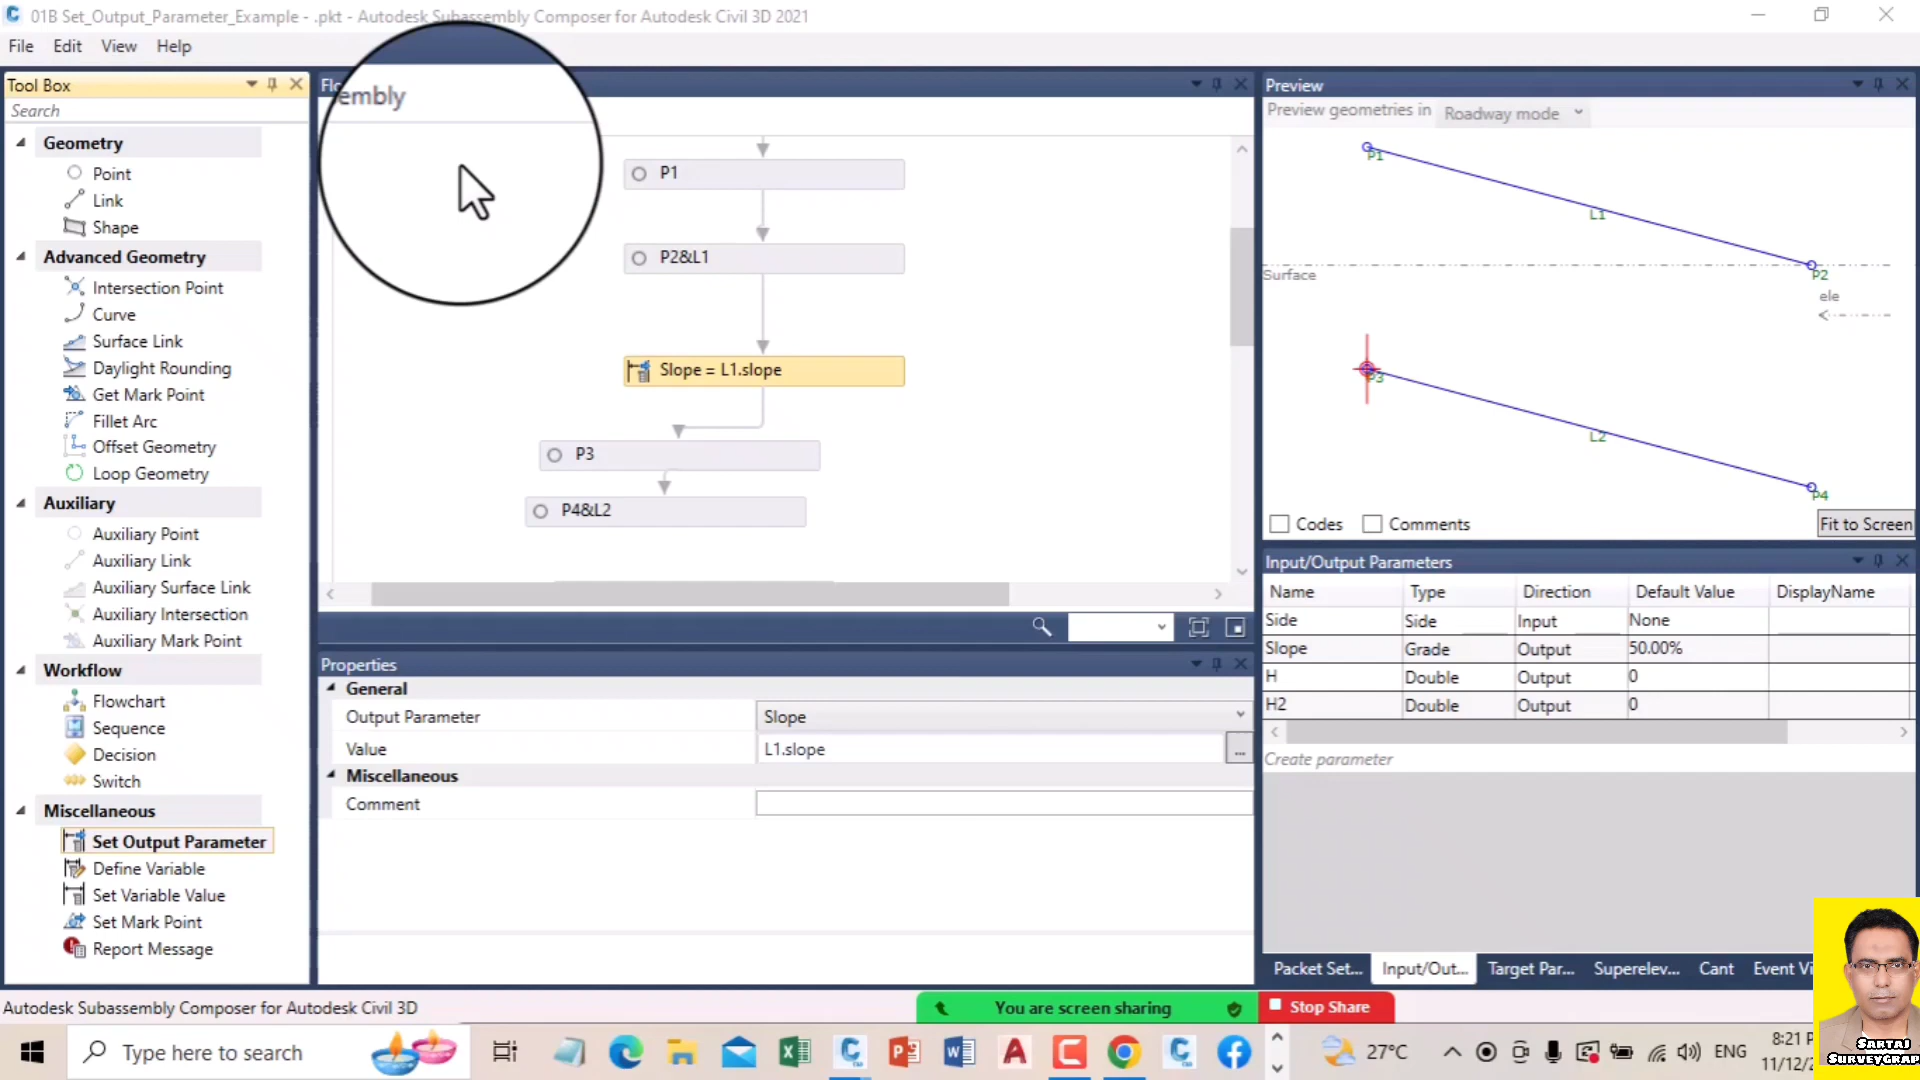 01B Set_Output_Parameter_Example - .pkt - Autodesk Subassembly Composer for Autodesk Civil 3D 2021
File Edit View Help
Tool Box
Search
Geometry
Point
Link
Shape
Advanced Geometry
Intersection Point
Curve
Surface Link
Daylight Rounding
Get Mark Point
Fillet Arc
Offset Geometry
Loop Geometry
Auxiliary
Auxiliary Point
Auxiliary Link
Auxiliary Surface Link
Auxiliary Intersection
Auxiliary Mark Point
Workflow
Flowchart
Sequence
Decision
Switch
Miscellaneous
Set Output Parameter
Define Variable
Set Variable Value
Set Mark Point
Report Message
embly
P1
P2&L1
Slope = L1.slope
P3
P4&L2
Properties
General
Output Parameter Slope
Value L1.slope ...
Miscellaneous
Comment
Preview
Preview geometries in Roadway mode
P1
L1
P2
Surface
ele
P3
L2
P4
Codes Comments Fit to Screen
Input/Output Parameters
Name Type Direction Default Value DisplayName
Side Side Input None
Slope Grade Output 50.00%
H Double Output 0
H2 Double Output 0
Create parameter
Packet Set... Input/Out... Target Par... Superelev... Cant Event Vi
Autodesk Subassembly Composer for Autodesk Civil 3D
You are screen sharing
Stop Share
Type here to search
27°C
ENG
8:21 P
11/12/2
SARTAJ
SURVEYGRAP